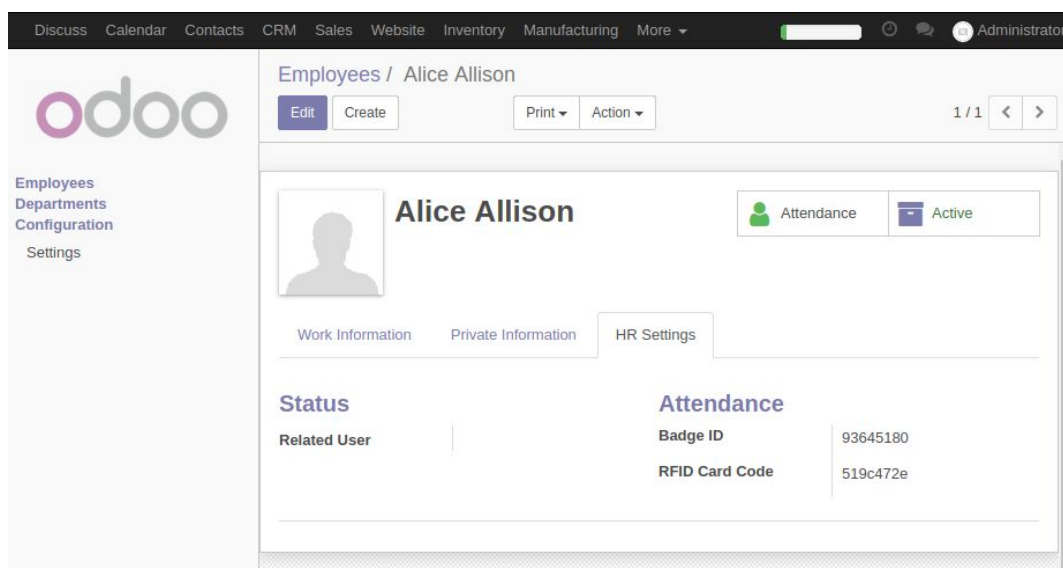 Discuss Calendar Contacts CRM Sales Website Inventory Manufacturing More Administrator
odoo
Employees / Alice Allison
Edit Create Print Action 1 / 1
Employees
Departments
Configuration
Settings
Alice Allison
Attendance Active
Work Information Private Information HR Settings
Status Attendance
Related User Badge ID 93645180
RFID Card Code 519c472e